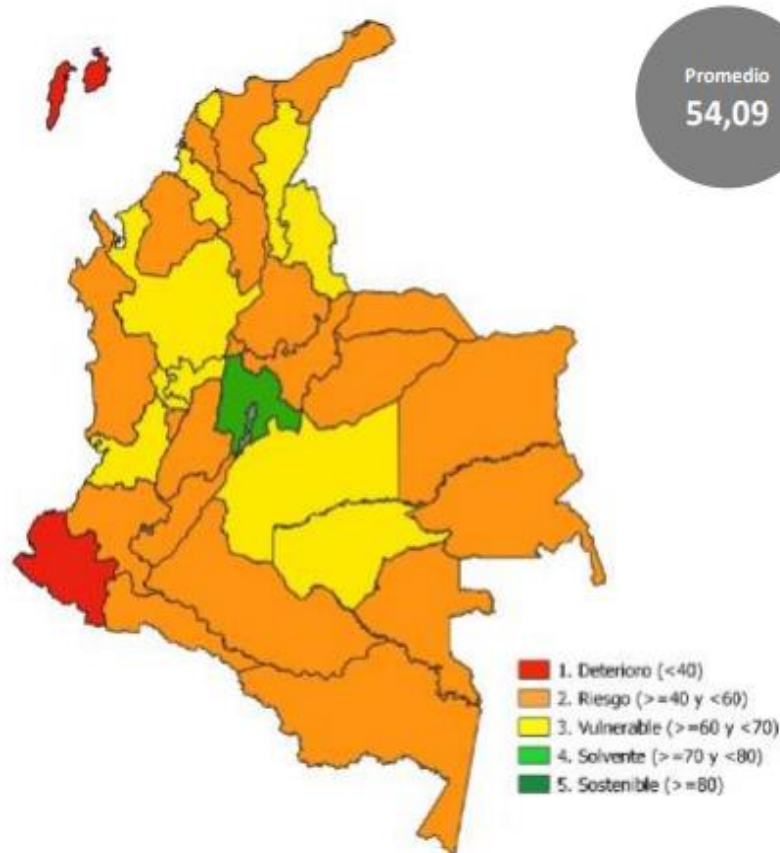 Promedio
54,09
1. Deterioro (<40)
2. Riesgo (>=40 y <60)
3. Vulnerable (>=60 y <70)
4. Solvente (>=70 y <80)
5. Sostenible (>=80)